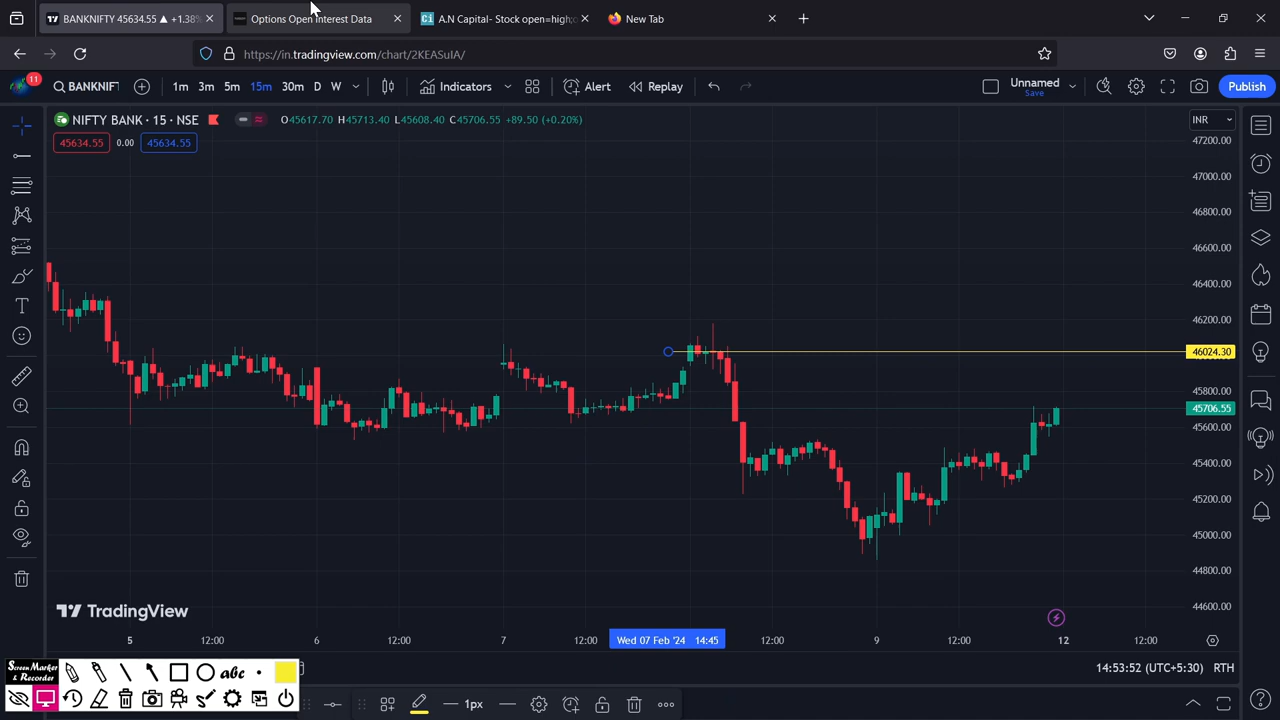 BANKNIFTY 45634.55 ▲ +1.38%
Options Open Interest Data
A.N Capital- Stock open=high;o
New Tab
https://in.tradingview.com/chart/2KEASuIA/
11
BANKNIFT
1m 3m 5m 15m 30m D W
Indicators
Alert
Replay
Unnamed
Save
Publish
NIFTY BANK · 15 · NSE
O45617.70 H45713.40 L45608.40 C45706.55 +89.50 (+0.20%)
INR
45634.55 0.00 45634.55
47200.00
47000.00
46800.00
46600.00
46400.00
46200.00
46024.30
45800.00
45706.55
45600.00
45400.00
45200.00
45000.00
44800.00
44600.00
TradingView
5 12:00 6 12:00 7 12:00 Wed 07 Feb '24 14:45 12:00 9 12:00 12 12:00
Screen Marker
& Recorder
abc
14:53:52 (UTC+5:30) RTH
1px